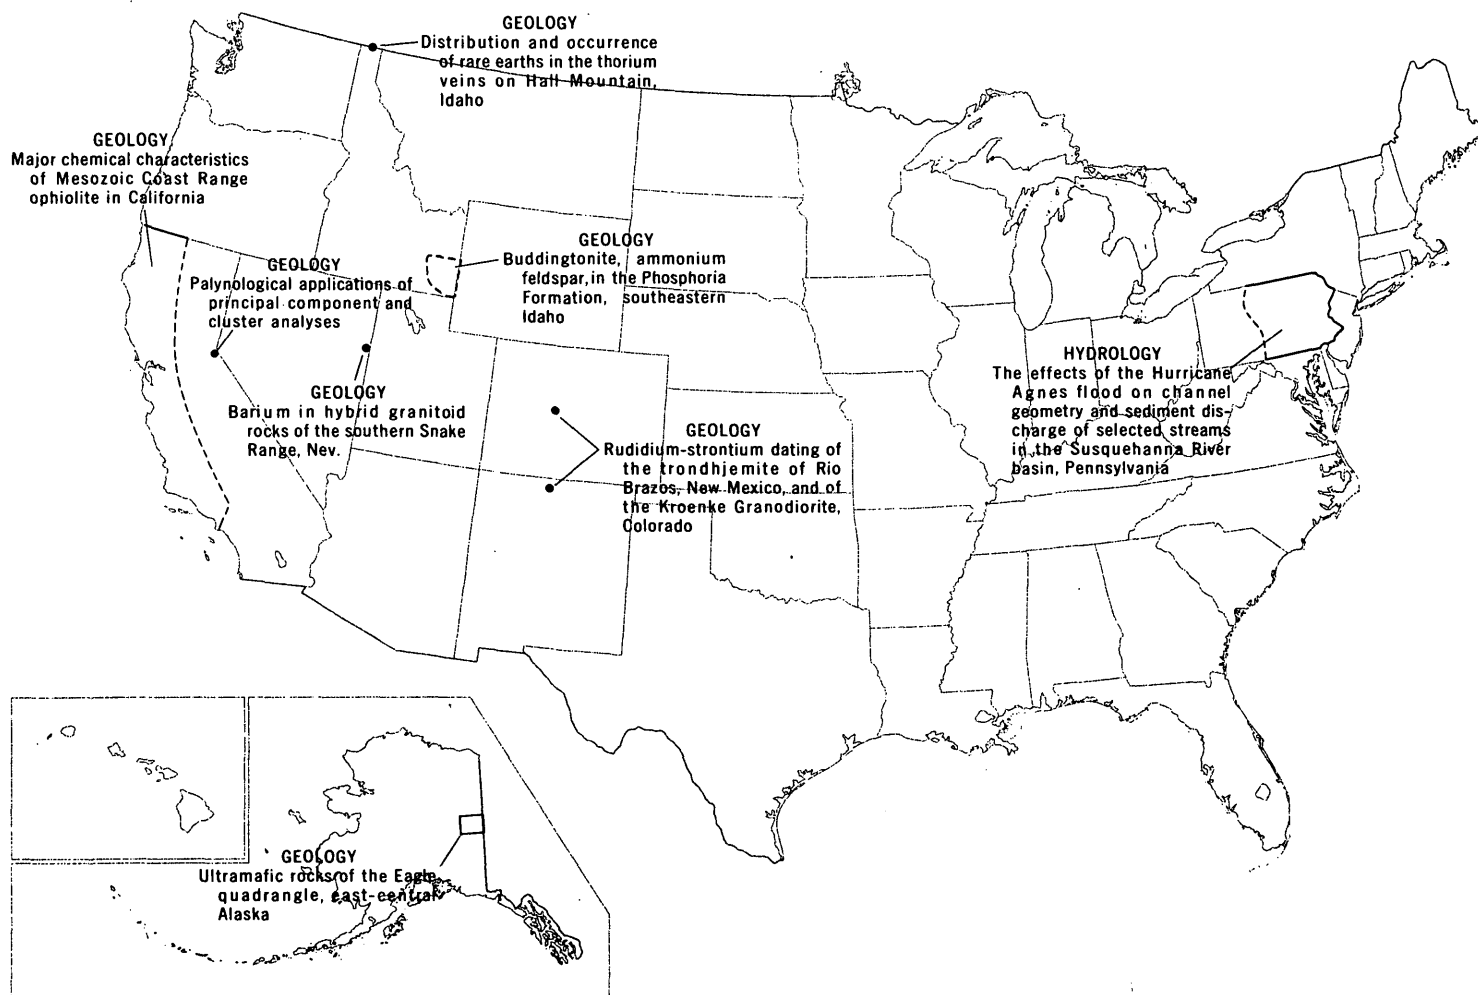 GEOLOGY
Distribution and occurrence
of rare earths in the thorium
veins on Hall Mountain,
Idaho
GEOLOGY
Major chemical characteristics
of Mesozoic Coast Range
ophiolite in California
GEOLOGY
Buddingtonite, ammonium
feldspar, in the Phosphoria
Formation, southeastern
Idaho
GEOLOGY
Palynological applications of
principal component and
cluster analyses
GEOLOGY
Barium in hybrid granitoid
rocks of the southern Snake
Range, Nev.
GEOLOGY
Rudidium-strontium dating of
the trondhjemite of Rio
Brazos, New Mexico, and of
the Kroenke Granodiorite,
Colorado
HYDROLOGY
The effects of the Hurricane
Agnes flood on channel
geometry and sediment dis-
charge of selected streams
in the Susquehanna River
basin, Pennsylvania
GEOLOGY
Ultramafic rocks of the Eagle
quadrangle, east-central
Alaska